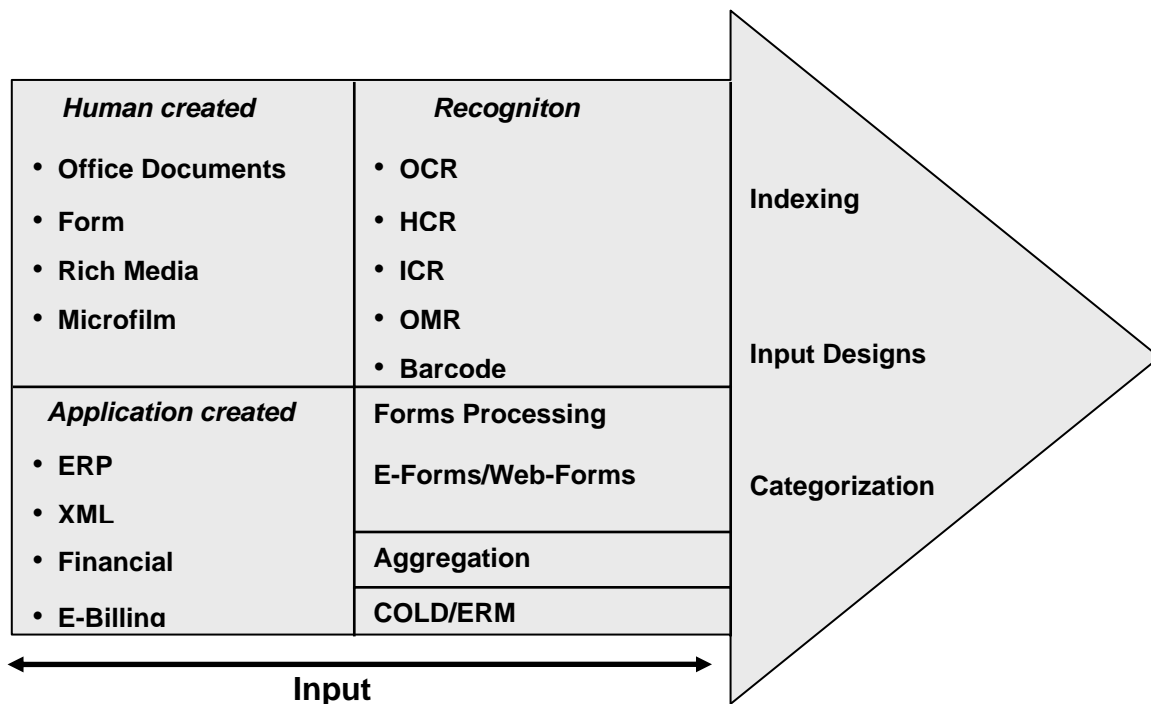 Human created
• Office Documents
• Form
• Rich Media
• Microfilm
Recogniton
• OCR
• HCR
• ICR
• OMR
• Barcode
Application created
• ERP
• XML
• Financial
• E-Billing
Forms Processing
E-Forms/Web-Forms
Aggregation
COLD/ERM
Indexing
Input Designs
Categorization
Input